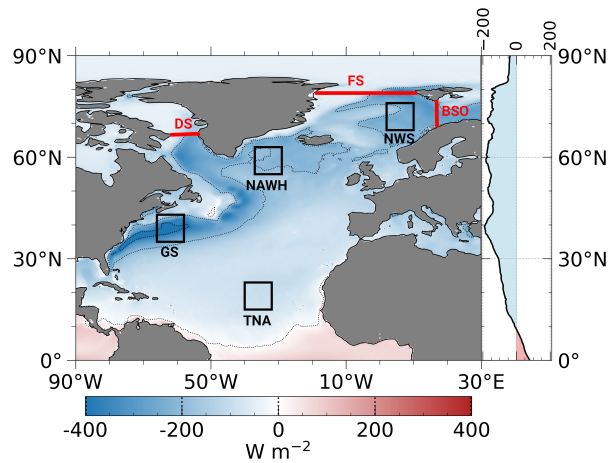 -200 0 200
90°N 90°N
FS
BSO
DS
NWS
60°N 60°N
NAWH
30°N 30°N
GS
TNA
0° 0°
90°W 50°W 10°W 30°E
-400 -200 0 200 400
W m⁻²